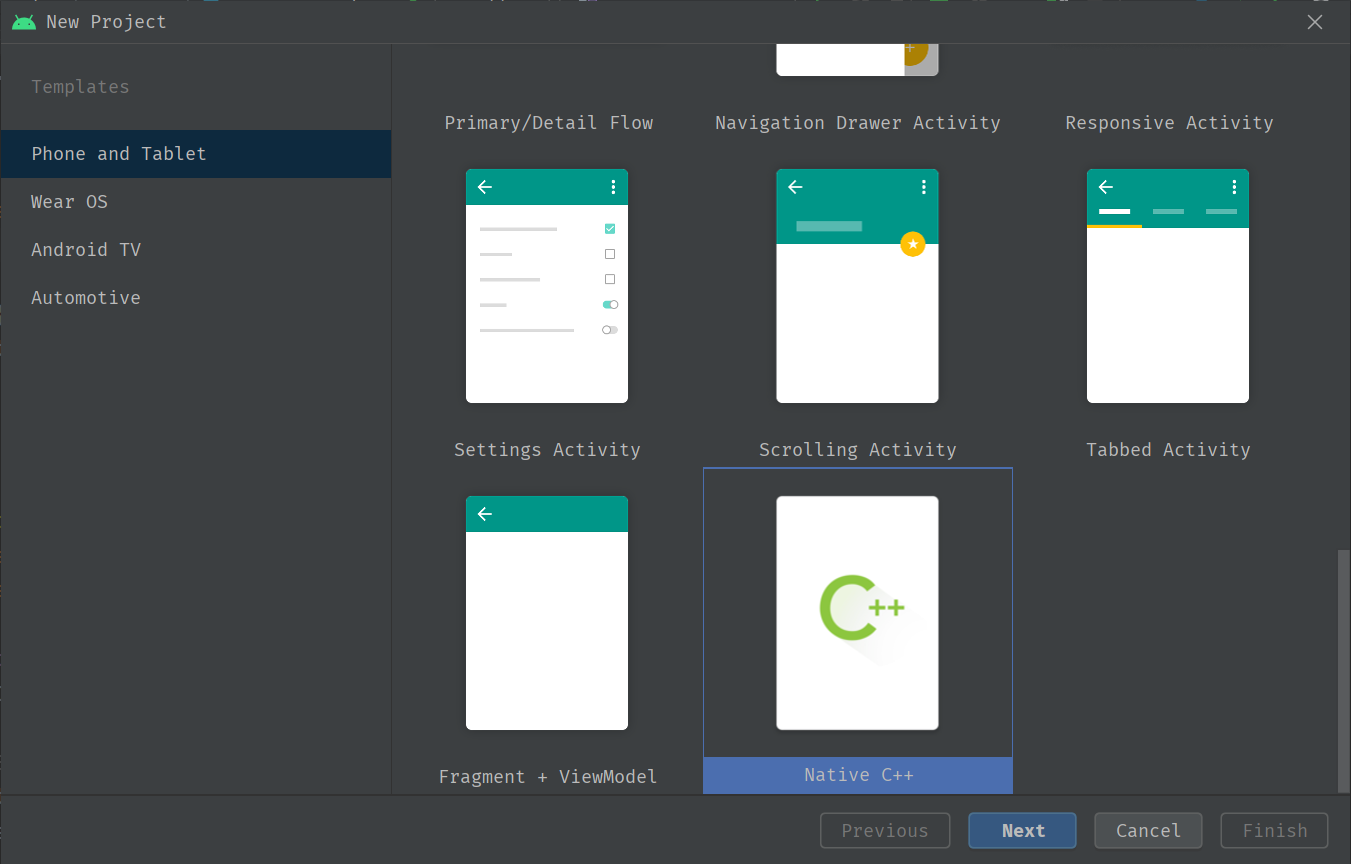 New Project
Templates
Phone and Tablet
Wear OS
Android TV
Automotive
Primary/Detail Flow
Navigation Drawer Activity
Responsive Activity
Settings Activity
Scrolling Activity
Tabbed Activity
C++
Fragment + ViewModel
Native C++
Previous
Next
Cancel
Finish